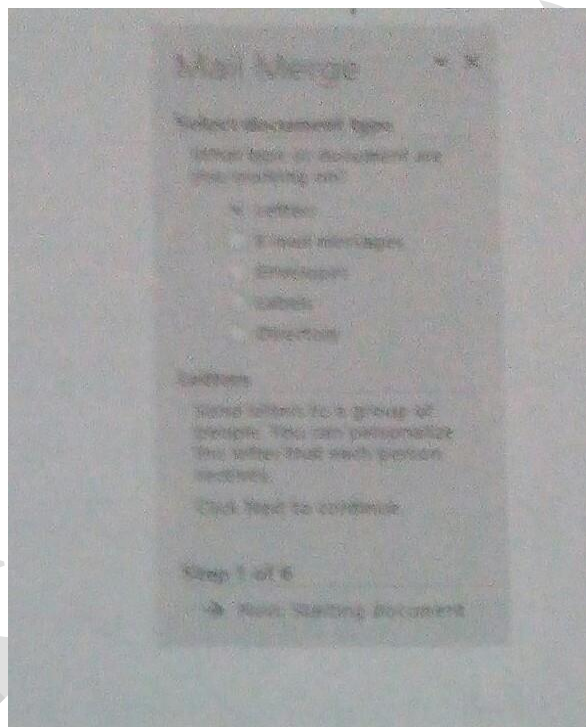 Mail Merge
Select document type
What type of document are
you working on?
Letters
E-mail messages
Envelopes
Labels
Directory
Letters
Send letters to a group of
people. You can personalize
the letter that each person
receives.
Click Next to continue.
Step 1 of 6
Next: Starting document